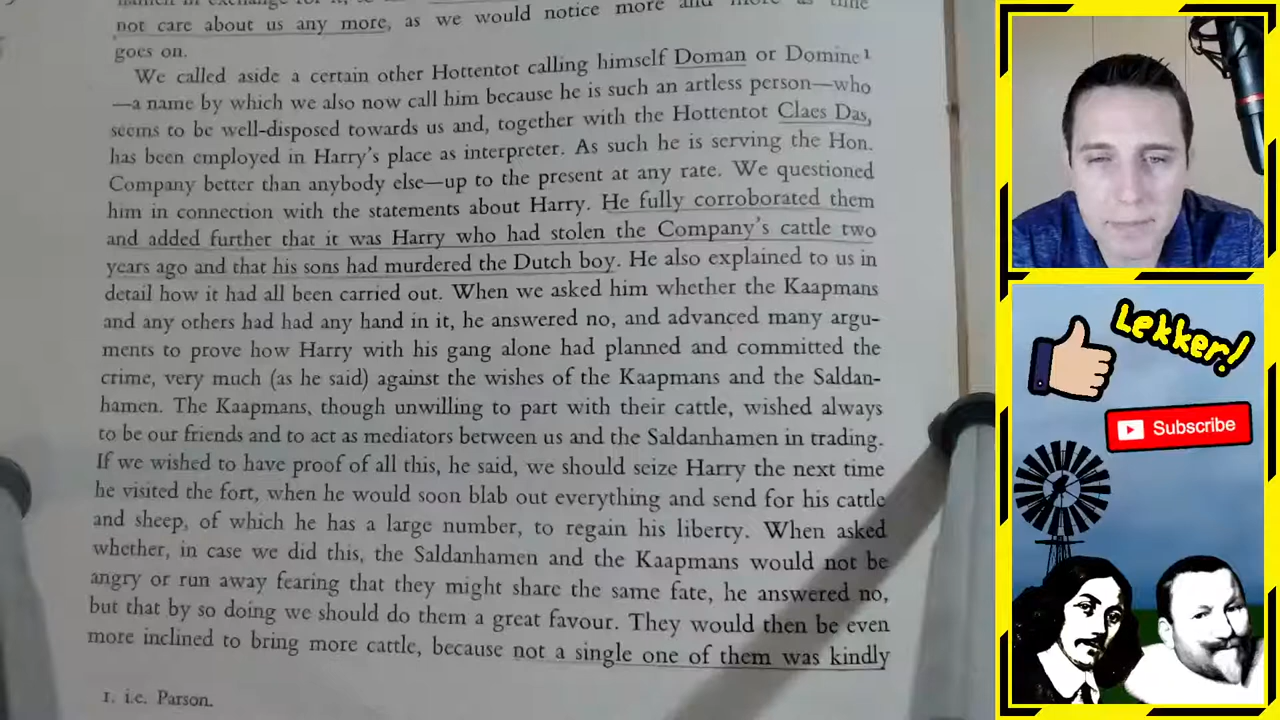 not care about us any more, as we would notice more and more as time
goes on.
We called aside a certain other Hottentot calling himself Doman or Domine¹
—a name by which we also now call him because he is such an artless person—who
seems to be well-disposed towards us and, together with the Hottentot Claes Das,
has been employed in Harry's place as interpreter. As such he is serving the Hon.
Company better than anybody else—up to the present at any rate. We questioned
him in connection with the statements about Harry. He fully corroborated them
and added further that it was Harry who had stolen the Company's cattle two
years ago and that his sons had murdered the Dutch boy. He also explained to us in
detail how it had all been carried out. When we asked him whether the Kaapmans
and any others had had any hand in it, he answered no, and advanced many argu-
ments to prove how Harry with his gang alone had planned and committed the
crime, very much (as he said) against the wishes of the Kaapmans and the Saldan-
hamen. The Kaapmans, though unwilling to part with their cattle, wished always
to be our friends and to act as mediators between us and the Saldanhamen in trading.
If we wished to have proof of all this, he said, we should seize Harry the next time
he visited the fort, when he would soon blab out everything and send for his cattle
and sheep, of which he has a large number, to regain his liberty. When asked
whether, in case we did this, the Saldanhamen and the Kaapmans would not be
angry or run away fearing that they might share the same fate, he answered no,
but that by so doing we should do them a great favour. They would then be even
more inclined to bring more cattle, because not a single one of them was kindly
1. i.e. Parson.
Lekker!
Subscribe